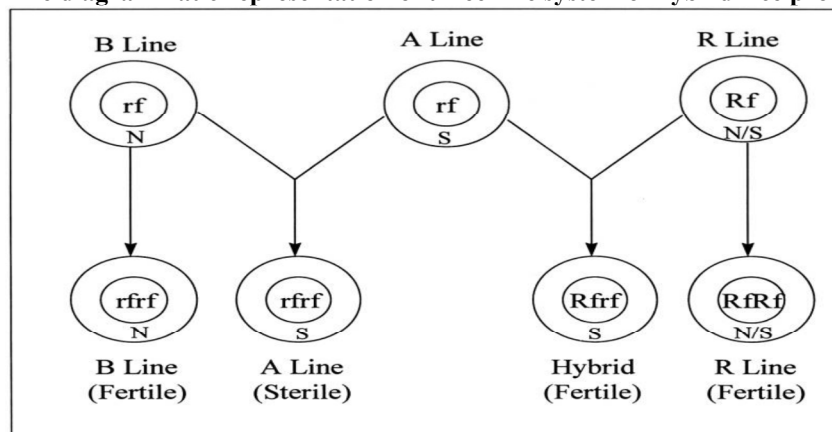 B Line A Line R Line
rf rf Rf
N S N/S
rfrf rfrf Rfrf RfRf
N S S N/S
B Line A Line Hybrid R Line
(Fertile) (Sterile) (Fertile) (Fertile)